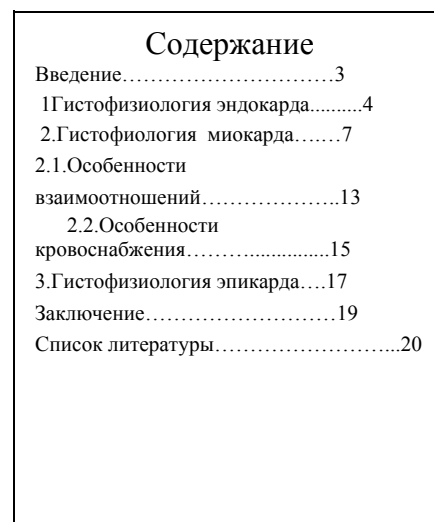 Содержание
Введение……………………………3
1Гистофизиология эндокарда..........4
2.Гистофиология миокарда….…7
2.1.Особенности
взаимоотношений………………..13
2.2.Особенности
кровоснабжения………...............15
3.Гистофизиология эпикарда….17
Заключение………………………19
Список литературы……………………...20